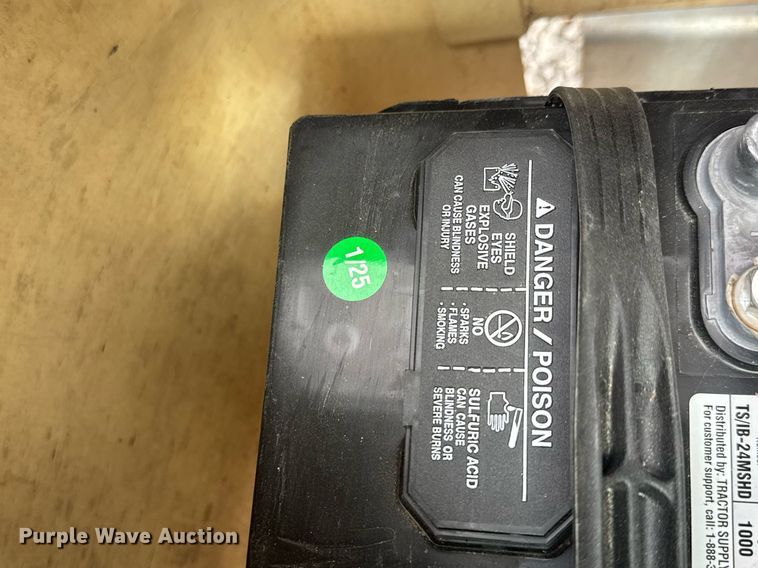 1/25
⚠ DANGER / POISON
SHIELD
EYES
EXPLOSIVE
GASES
CAN CAUSE BLINDNESS
OR INJURY
NO
• SPARKS
• FLAMES
• SMOKING
SULFURIC ACID
CAN CAUSE
BLINDNESS OR
SEVERE BURNS
TS/IB-24MSHD
1000
Distributed by: TRACTOR SUPPLY
For customer support, call: 1-888-
Purple Wave Auction